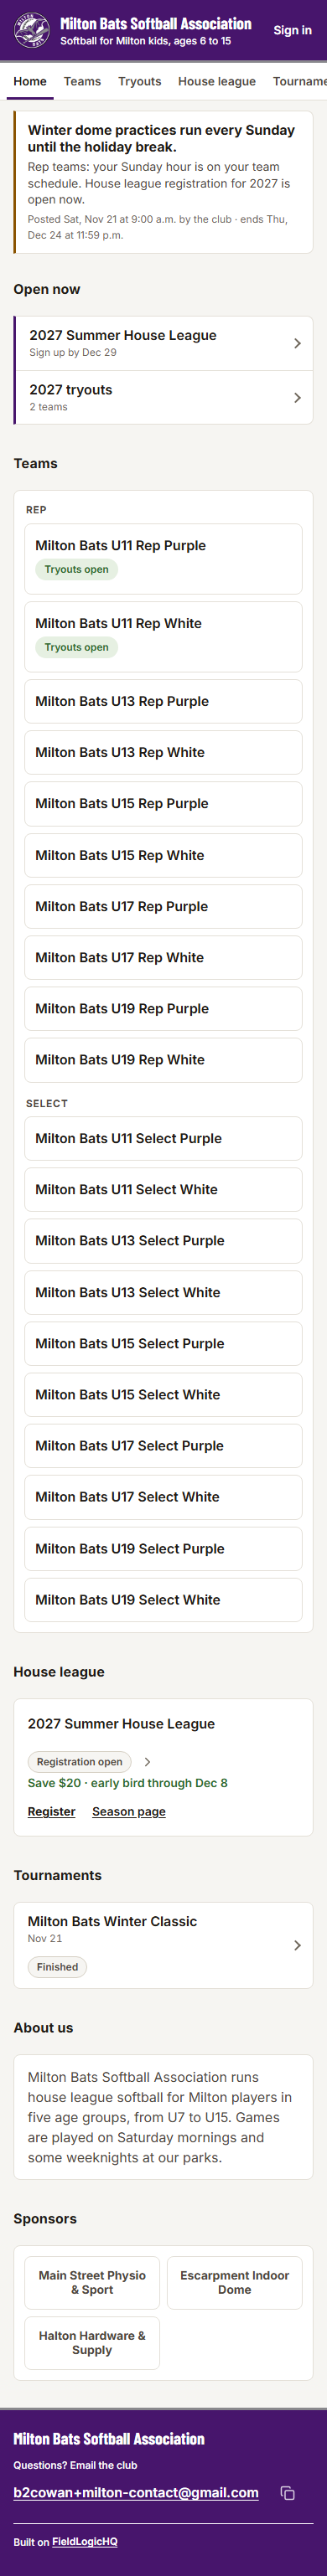 Milton Bats Softball Association
Softball for Milton kids, ages 6 to 15
Sign in
Home Teams Tryouts House league Tourname
Winter dome practices run every Sunday
until the holiday break.
Rep teams: your Sunday hour is on your team
schedule. House league registration for 2027 is
open now.
Posted Sat, Nov 21 at 9:00 a.m. by the club · ends Thu,
Dec 24 at 11:59 p.m.
Open now
2027 Summer House League
Sign up by Dec 29
2027 tryouts
2 teams
Teams
REP
Milton Bats U11 Rep Purple
Tryouts open
Milton Bats U11 Rep White
Tryouts open
Milton Bats U13 Rep Purple
Milton Bats U13 Rep White
Milton Bats U15 Rep Purple
Milton Bats U15 Rep White
Milton Bats U17 Rep Purple
Milton Bats U17 Rep White
Milton Bats U19 Rep Purple
Milton Bats U19 Rep White
SELECT
Milton Bats U11 Select Purple
Milton Bats U11 Select White
Milton Bats U13 Select Purple
Milton Bats U13 Select White
Milton Bats U15 Select Purple
Milton Bats U15 Select White
Milton Bats U17 Select Purple
Milton Bats U17 Select White
Milton Bats U19 Select Purple
Milton Bats U19 Select White
House league
2027 Summer House League
Registration open
Save $20 · early bird through Dec 8
Register Season page
Tournaments
Milton Bats Winter Classic
Nov 21
Finished
About us
Milton Bats Softball Association runs
house league softball for Milton players in
five age groups, from U7 to U15. Games
are played on Saturday mornings and
some weeknights at our parks.
Sponsors
Main Street Physio
& Sport
Escarpment Indoor
Dome
Halton Hardware &
Supply
Milton Bats Softball Association
Questions? Email the club
b2cowan+milton-contact@gmail.com
Built on FieldLogicHQ